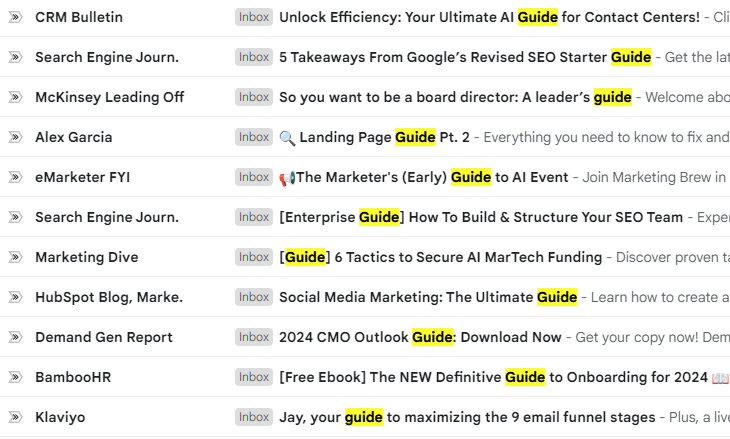 CRM Bulletin Inbox Unlock Efficiency: Your Ultimate AI Guide for Contact Centers! - Cli
Search Engine Journ. Inbox 5 Takeaways From Google’s Revised SEO Starter Guide - Get the lat
McKinsey Leading Off Inbox So you want to be a board director: A leader’s guide - Welcome abo
Alex Garcia Inbox 🔍 Landing Page Guide Pt. 2 - Everything you need to know to fix and
eMarketer FYI Inbox 📢The Marketer's (Early) Guide to AI Event - Join Marketing Brew in
Search Engine Journ. Inbox [Enterprise Guide] How To Build & Structure Your SEO Team - Exper
Marketing Dive Inbox [Guide] 6 Tactics to Secure AI MarTech Funding - Discover proven ta
HubSpot Blog, Marke. Inbox Social Media Marketing: The Ultimate Guide - Learn how to create a
Demand Gen Report Inbox 2024 CMO Outlook Guide: Download Now - Get your copy now! Dem
BambooHR Inbox [Free Ebook] The NEW Definitive Guide to Onboarding for 2024 📖
Klaviyo Inbox Jay, your guide to maximizing the 9 email funnel stages - Plus, a live